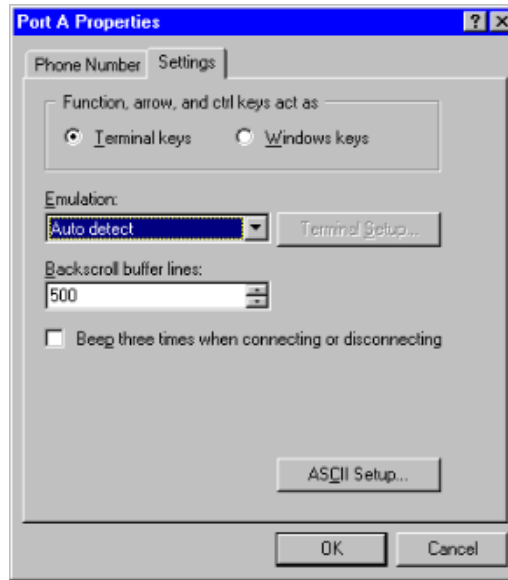 Port A Properties
Phone Number Settings
Function, arrow, and ctrl keys act as
Terminal keys Windows keys
Emulation:
Auto detect Terminal Setup...
Backscroll buffer lines:
500
Beep three times when connecting or disconnecting
ASCII Setup...
OK Cancel